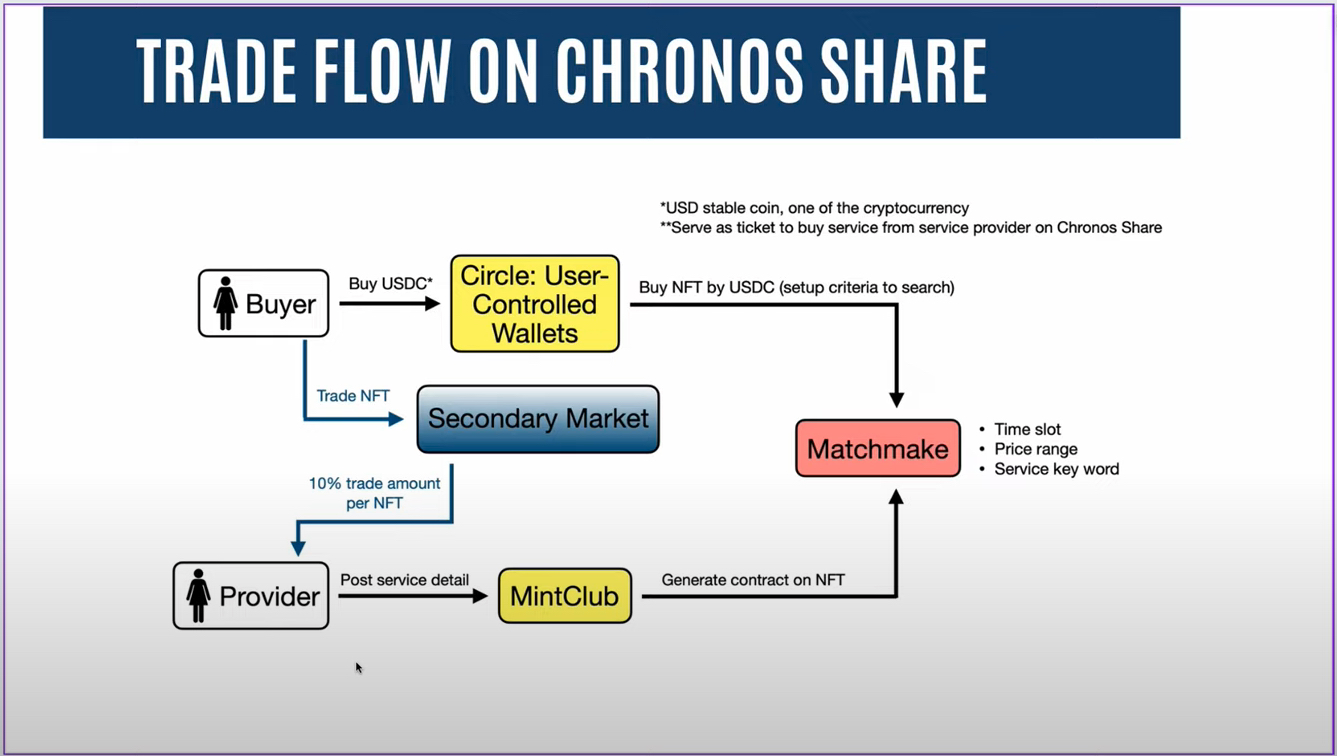 TRADE FLOW ON CHRONOS SHARE
*USD stable coin, one of the cryptocurrency
**Serve as ticket to buy service from service provider on Chronos Share
Buyer
Buy USDC*
Circle: User-
Controlled
Wallets
Buy NFT by USDC (setup criteria to search)
Trade NFT
Secondary Market
Matchmake
• Time slot
• Price range
• Service key word
10% trade amount
per NFT
Provider
Post service detail
MintClub
Generate contract on NFT